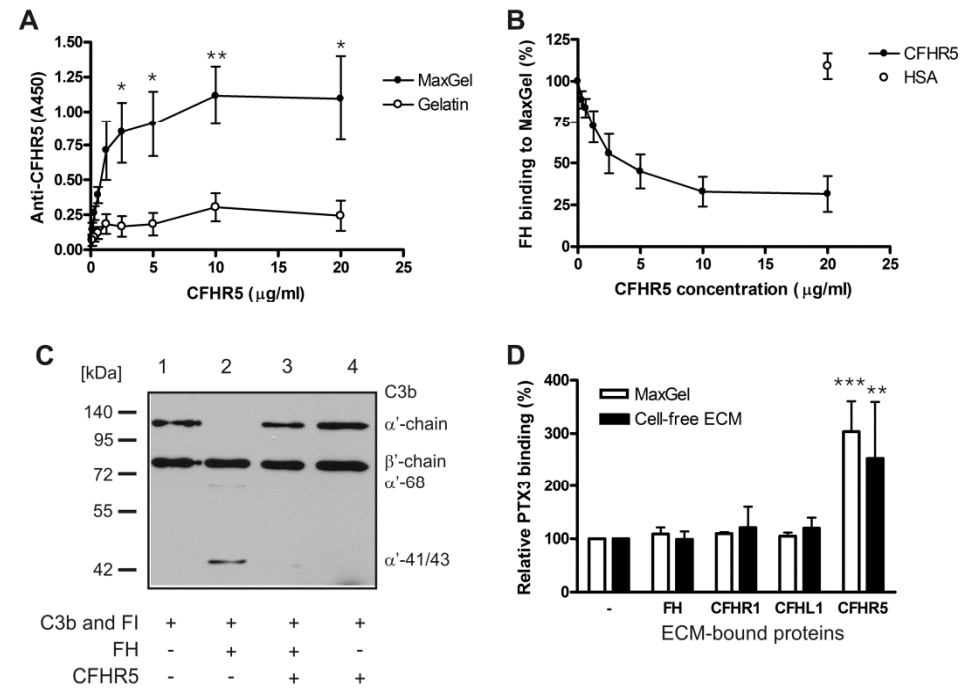 A
1.50
1.25
1.00
0.75
0.50
0.25
0.00
Anti-CFHR5 (A450)
* * ** *
MaxGel
Gelatin
0 5 10 15 20 25
CFHR5 (μg/ml)
B
125
100
75
50
25
0
FH binding to MaxGel (%)
CFHR5
HSA
0 5 10 15 20 25
CFHR5 concentration ( μg/ml)
C
[kDa]
1 2 3 4
140
95
72
55
42
C3b
α'-chain
β'-chain
α'-68
α'-41/43
C3b and FI + + + +
FH - + + -
CFHR5 - - + +
D
400
300
200
100
0
Relative PTX3 binding (%)
MaxGel
Cell-free ECM
*** **
- FH CFHR1 CFHL1 CFHR5
ECM-bound proteins